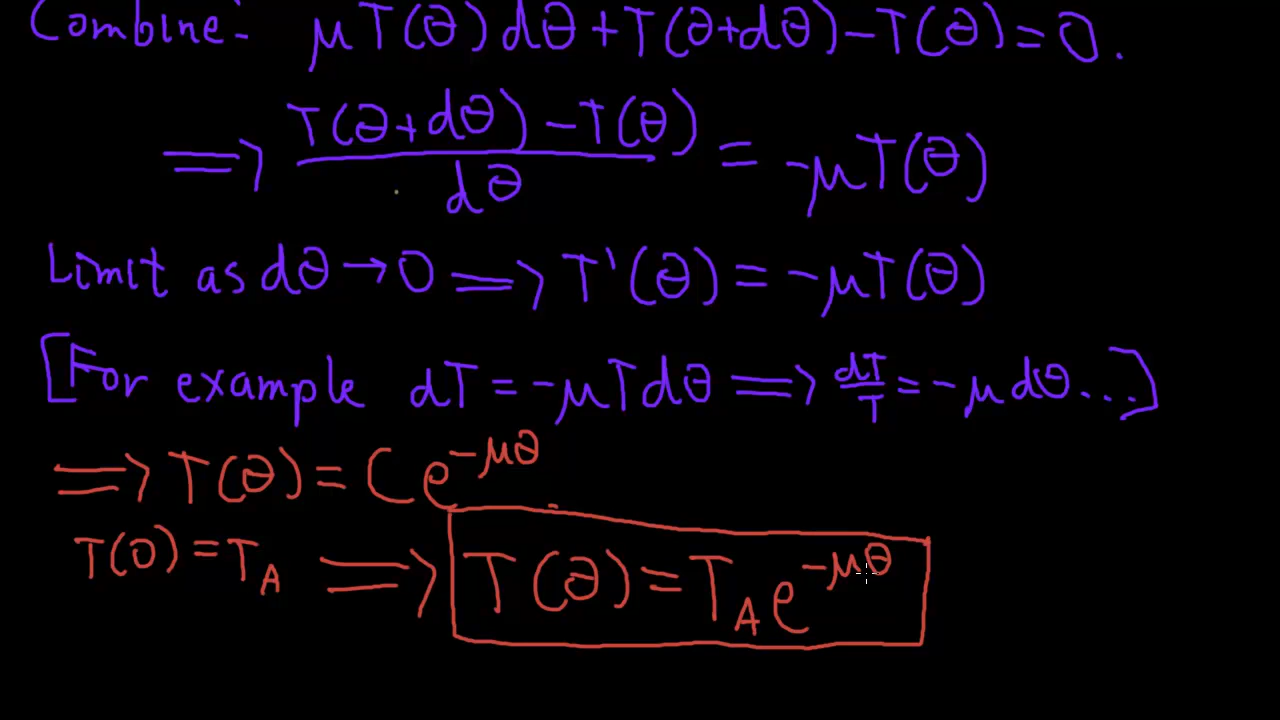 Combine: μT(θ)dθ+T(θ+dθ)-T(θ)=0.
⟹ T(θ+dθ)-T(θ)/dθ = -μT(θ)
Limit as dθ→0 ⟹ T'(θ)=-μT(θ)
[For example dT=-μTdθ ⟹ dT/T=-μdθ...]
⟹ T(θ)=Ce^{-μθ}
T(0)=T_A ⟹ T(θ)=T_A e^{-μθ}